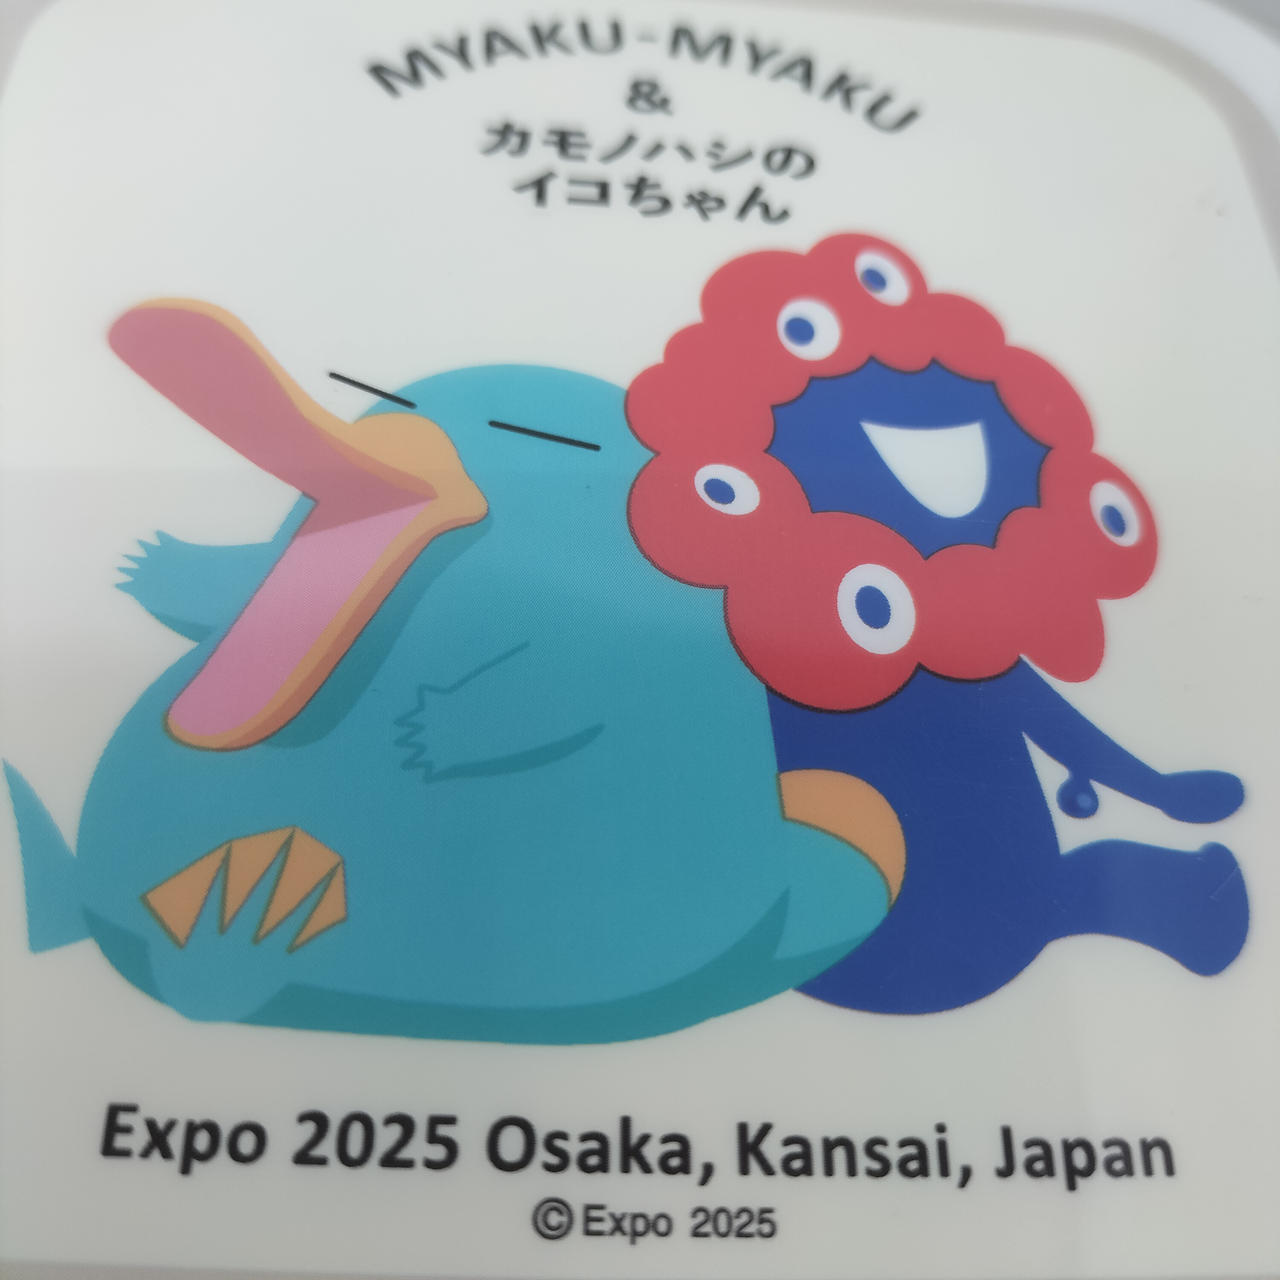 MYAKU-MYAKU
&
カモノハシの
イコちゃん
Expo 2025 Osaka, Kansai, Japan
©Expo 2025